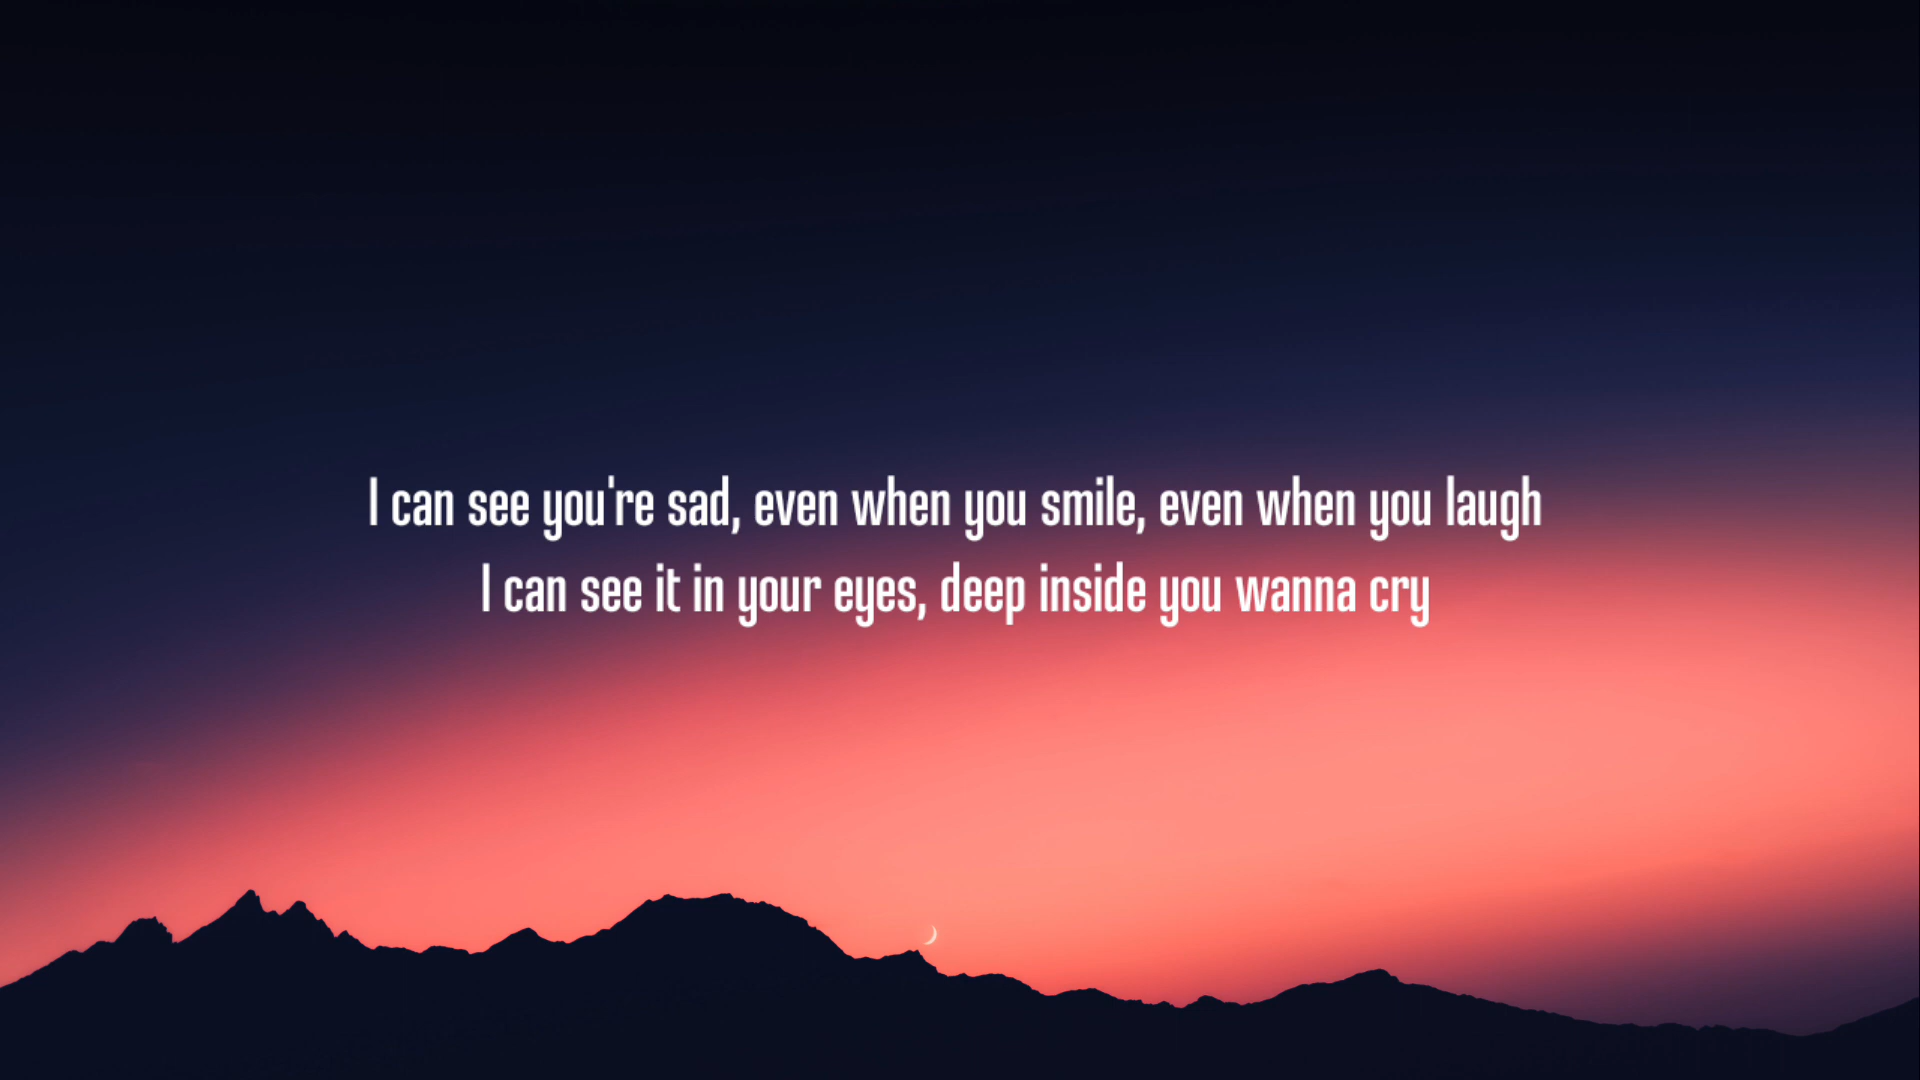 I can see you're sad, even when you smile, even when you laugh
I can see it in your eyes, deep inside you wanna cry